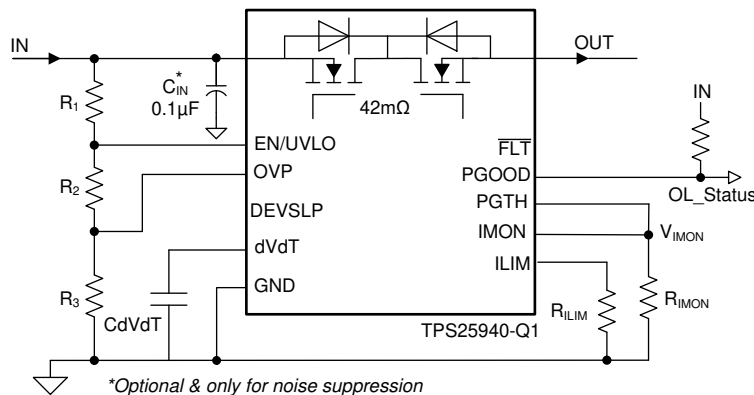 IN
OUT
R1
C*IN
0.1µF
42mΩ
IN
EN/UVLO
FLT
R2
OVP
PGOOD
OL_Status
DEVSLP
PGTH
dVdT
IMON
VIMON
R3
GND
ILIM
CdVdT
RILIM
RIMON
TPS25940-Q1
*Optional & only for noise suppression